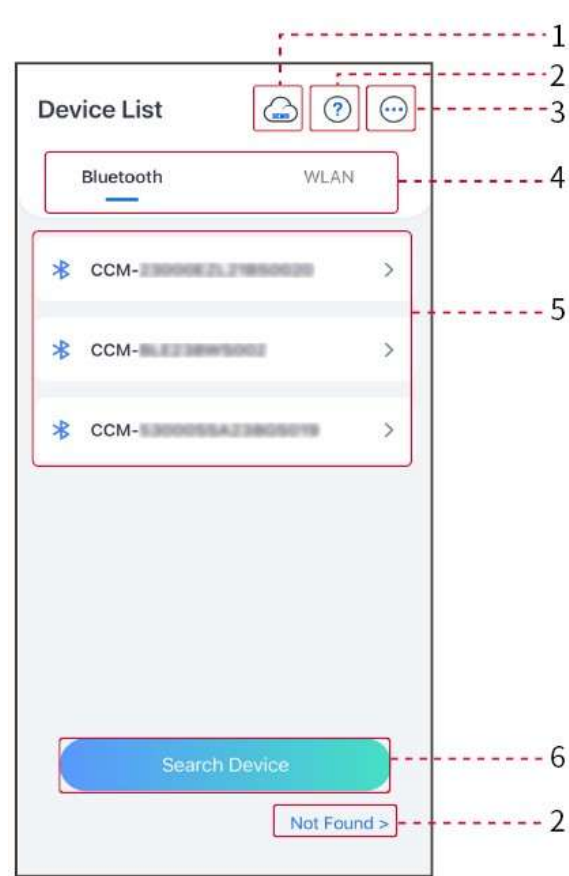 1
2
Device List ? 3
Bluetooth WLAN 4
CCM-
5
CCM-
CCM-
Search Device 6
Not Found > 2